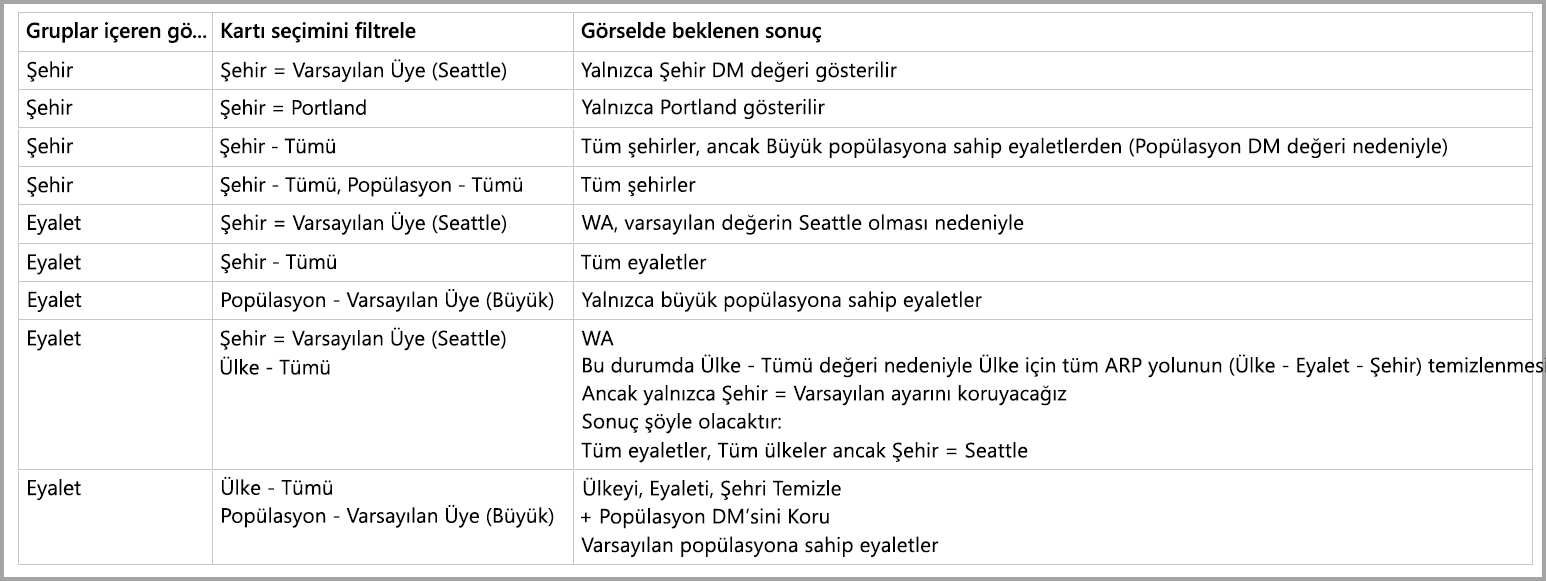 Gruplar içeren gö... Kartı seçimini filtrele Görselde beklenen sonuç
Şehir Şehir = Varsayılan Üye (Seattle) Yalnızca Şehir DM değeri gösterilir
Şehir Şehir = Portland Yalnızca Portland gösterilir
Şehir Şehir - Tümü Tüm şehirler, ancak Büyük popülasyona sahip eyaletlerden (Popülasyon DM değeri nedeniyle)
Şehir Şehir - Tümü, Popülasyon - Tümü Tüm şehirler
Eyalet Şehir = Varsayılan Üye (Seattle) WA, varsayılan değerin Seattle olması nedeniyle
Eyalet Şehir - Tümü Tüm eyaletler
Eyalet Popülasyon - Varsayılan Üye (Büyük) Yalnızca büyük popülasyona sahip eyaletler
Eyalet Şehir = Varsayılan Üye (Seattle) WA
Ülke - Tümü Bu durumda Ülke - Tümü değeri nedeniyle Ülke için tüm ARP yolunun (Ülke - Eyalet - Şehir) temizlenmesi
Ancak yalnızca Şehir = Varsayılan ayarını koruyacağız
Sonuç şöyle olacaktır:
Tüm eyaletler, Tüm ülkeler ancak Şehir = Seattle
Eyalet Ülke - Tümü Ülkeyi, Eyaleti, Şehri Temizle
Popülasyon - Varsayılan Üye (Büyük) + Popülasyon DM’sini Koru
Varsayılan popülasyona sahip eyaletler